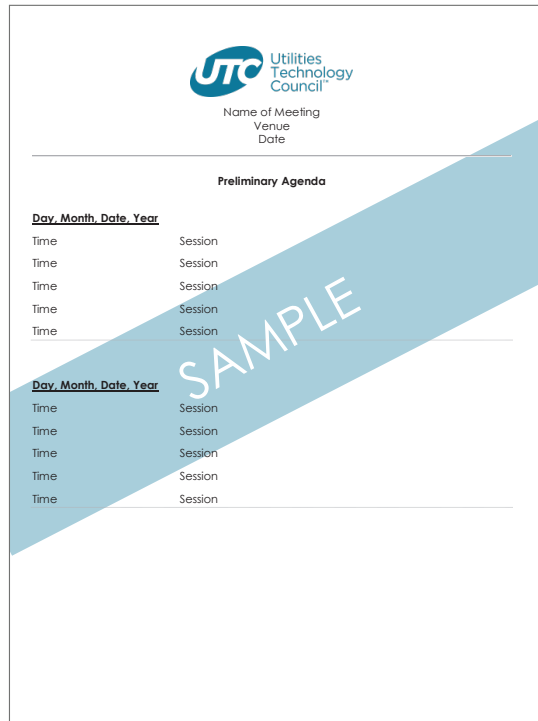 UTC Utilities
Technology
Council™
Name of Meeting
Venue
Date
Preliminary Agenda
Day, Month, Date, Year
Time Session
Time Session
Time Session
Time Session
Time Session
SAMPLE
Day, Month, Date, Year
Time Session
Time Session
Time Session
Time Session
Time Session